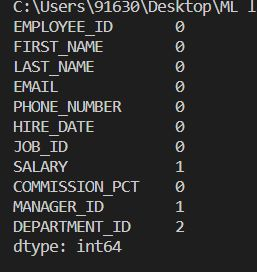 C:\Users\91630\Desktop\ML l
EMPLOYEE_ID 0
FIRST_NAME 0
LAST_NAME 0
EMAIL 0
PHONE_NUMBER 0
HIRE_DATE 0
JOB_ID 0
SALARY 1
COMMISSION_PCT 0
MANAGER_ID 1
DEPARTMENT_ID 2
dtype: int64